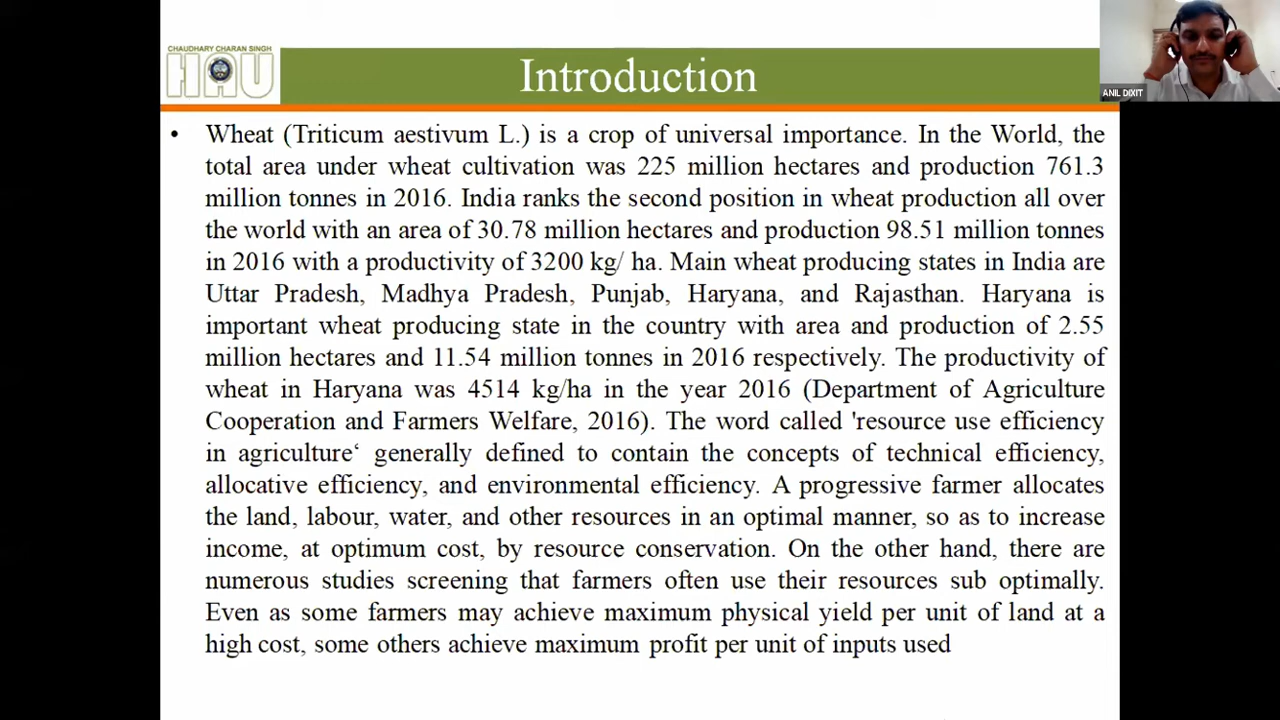 CHAUDHARY CHARAN SINGH
HAU
Introduction
ANIL DIXIT
• Wheat (Triticum aestivum L.) is a crop of universal importance. In the World, the
total area under wheat cultivation was 225 million hectares and production 761.3
million tonnes in 2016. India ranks the second position in wheat production all over
the world with an area of 30.78 million hectares and production 98.51 million tonnes
in 2016 with a productivity of 3200 kg/ ha. Main wheat producing states in India are
Uttar Pradesh, Madhya Pradesh, Punjab, Haryana, and Rajasthan. Haryana is
important wheat producing state in the country with area and production of 2.55
million hectares and 11.54 million tonnes in 2016 respectively. The productivity of
wheat in Haryana was 4514 kg/ha in the year 2016 (Department of Agriculture
Cooperation and Farmers Welfare, 2016). The word called 'resource use efficiency
in agriculture‘ generally defined to contain the concepts of technical efficiency,
allocative efficiency, and environmental efficiency. A progressive farmer allocates
the land, labour, water, and other resources in an optimal manner, so as to increase
income, at optimum cost, by resource conservation. On the other hand, there are
numerous studies screening that farmers often use their resources sub optimally.
Even as some farmers may achieve maximum physical yield per unit of land at a
high cost, some others achieve maximum profit per unit of inputs used